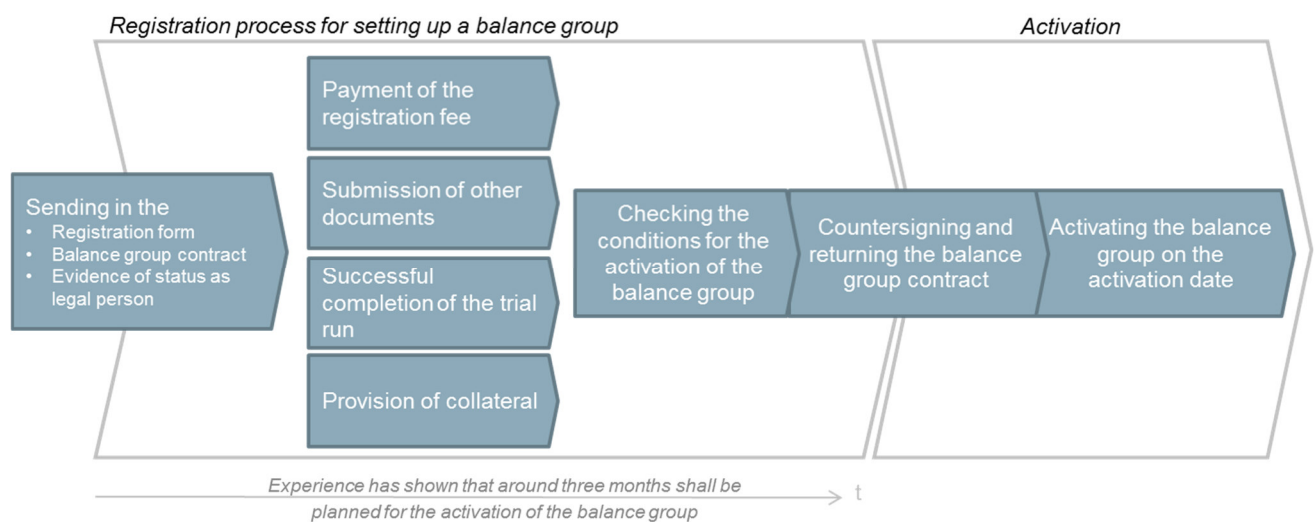 Registration process for setting up a balance group
Activation
Payment of the
registration fee
Sending in the
• Registration form
• Balance group contract
• Evidence of status as
legal person
Submission of other
documents
Successful
completion of the trial
run
Provision of collateral
Checking the
conditions for the
activation of the
balance group
Countersigning and
returning the balance
group contract
Activating the balance
group on the
activation date
Experience has shown that around three months shall be
planned for the activation of the balance group
t